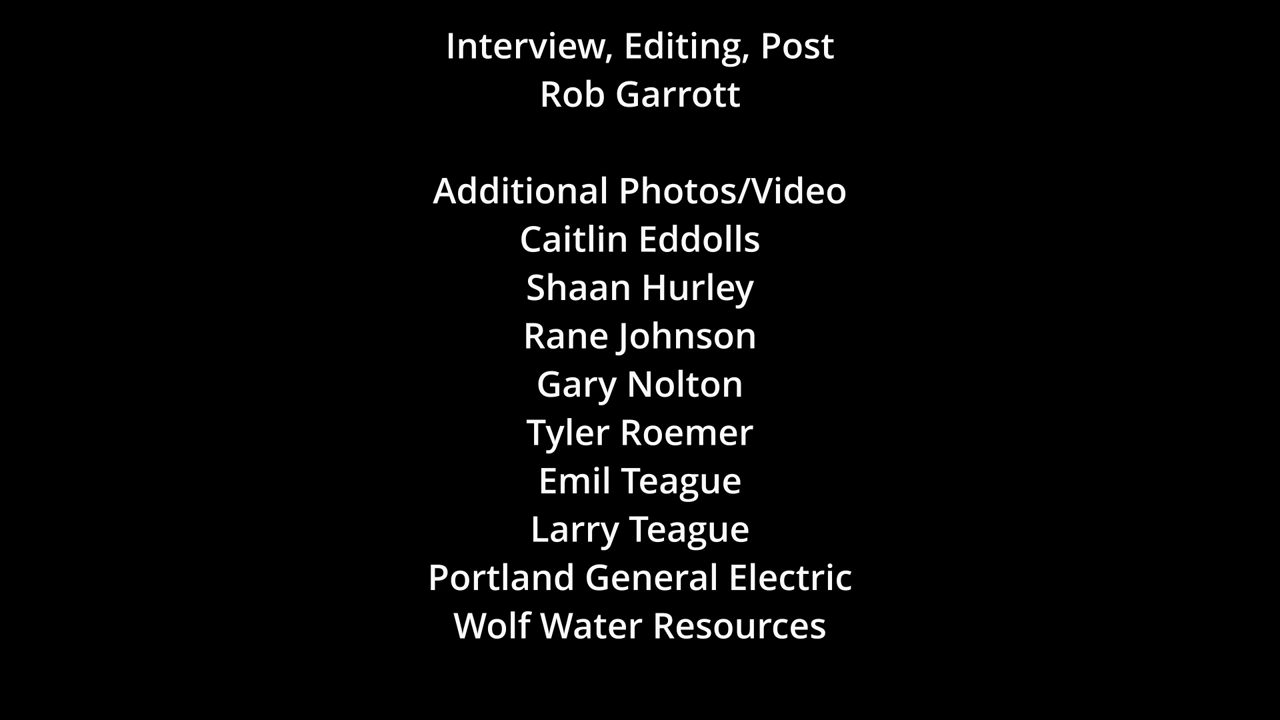 Interview, Editing, Post
Rob Garrott
Additional Photos/Video
Caitlin Eddolls
Shaan Hurley
Rane Johnson
Gary Nolton
Tyler Roemer
Emil Teague
Larry Teague
Portland General Electric
Wolf Water Resources